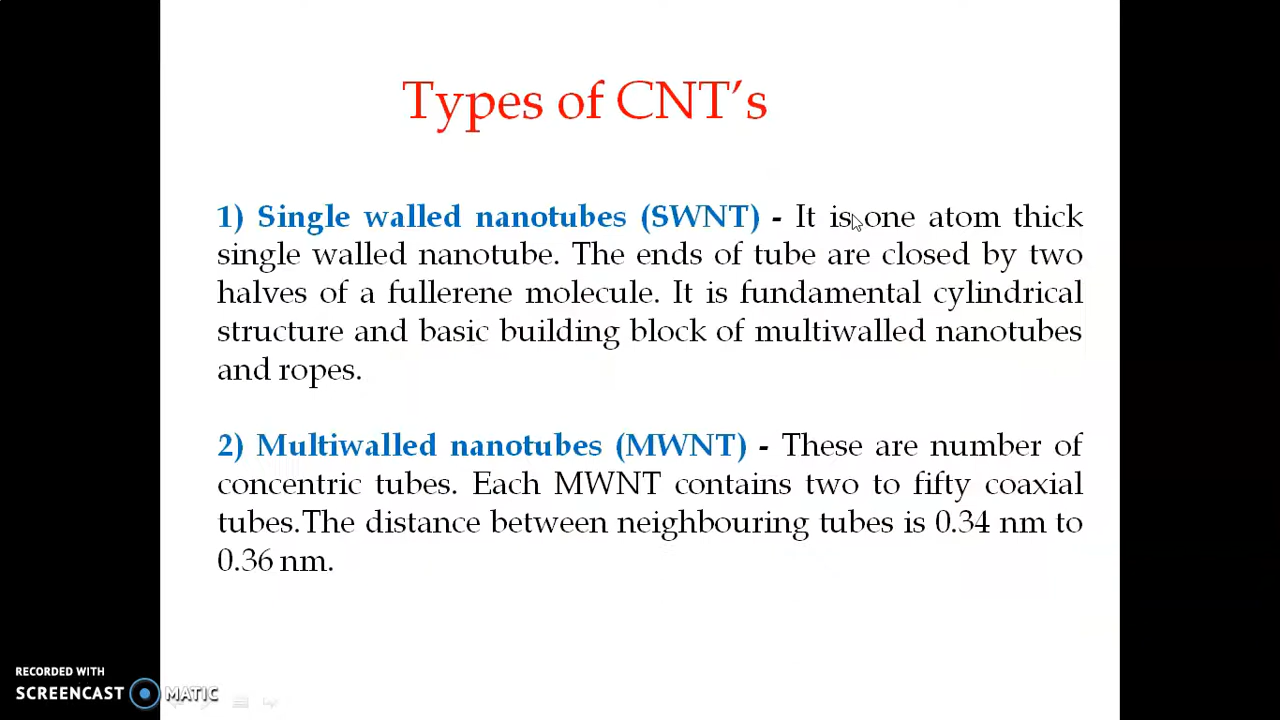 Types of CNT’s
1) Single walled nanotubes (SWNT) - It is one atom thick
single walled nanotube. The ends of tube are closed by two
halves of a fullerene molecule. It is fundamental cylindrical
structure and basic building block of multiwalled nanotubes
and ropes.
2) Multiwalled nanotubes (MWNT) - These are number of
concentric tubes. Each MWNT contains two to fifty coaxial
tubes.The distance between neighbouring tubes is 0.34 nm to
0.36 nm.
RECORDED WITH
SCREENCAST MATIC